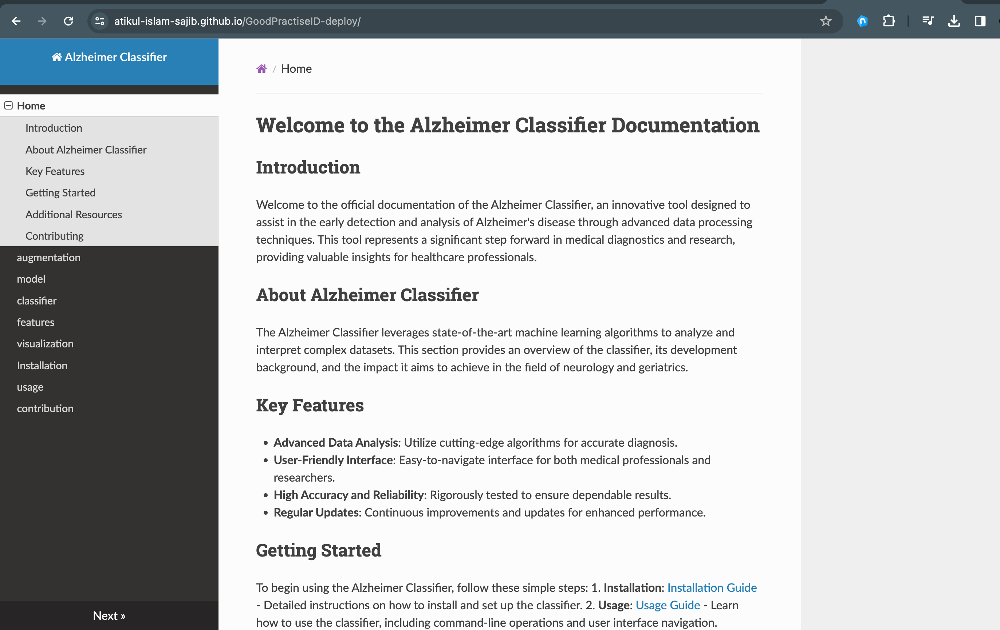 atikul-islam-sajib.github.io/GoodPractiseID-deploy/
Alzheimer Classifier
Home
Introduction
About Alzheimer Classifier
Key Features
Getting Started
Additional Resources
Contributing
augmentation
model
classifier
features
visualization
Installation
usage
contribution
Next »
/ Home
Welcome to the Alzheimer Classifier Documentation
Introduction
Welcome to the official documentation of the Alzheimer Classifier, an innovative tool designed to
assist in the early detection and analysis of Alzheimer's disease through advanced data processing
techniques. This tool represents a significant step forward in medical diagnostics and research,
providing valuable insights for healthcare professionals.
About Alzheimer Classifier
The Alzheimer Classifier leverages state-of-the-art machine learning algorithms to analyze and
interpret complex datasets. This section provides an overview of the classifier, its development
background, and the impact it aims to achieve in the field of neurology and geriatrics.
Key Features
• Advanced Data Analysis: Utilize cutting-edge algorithms for accurate diagnosis.
• User-Friendly Interface: Easy-to-navigate interface for both medical professionals and
researchers.
• High Accuracy and Reliability: Rigorously tested to ensure dependable results.
• Regular Updates: Continuous improvements and updates for enhanced performance.
Getting Started
To begin using the Alzheimer Classifier, follow these simple steps: 1. Installation: Installation Guide
- Detailed instructions on how to install and set up the classifier. 2. Usage: Usage Guide - Learn
how to use the classifier, including command-line operations and user interface navigation.